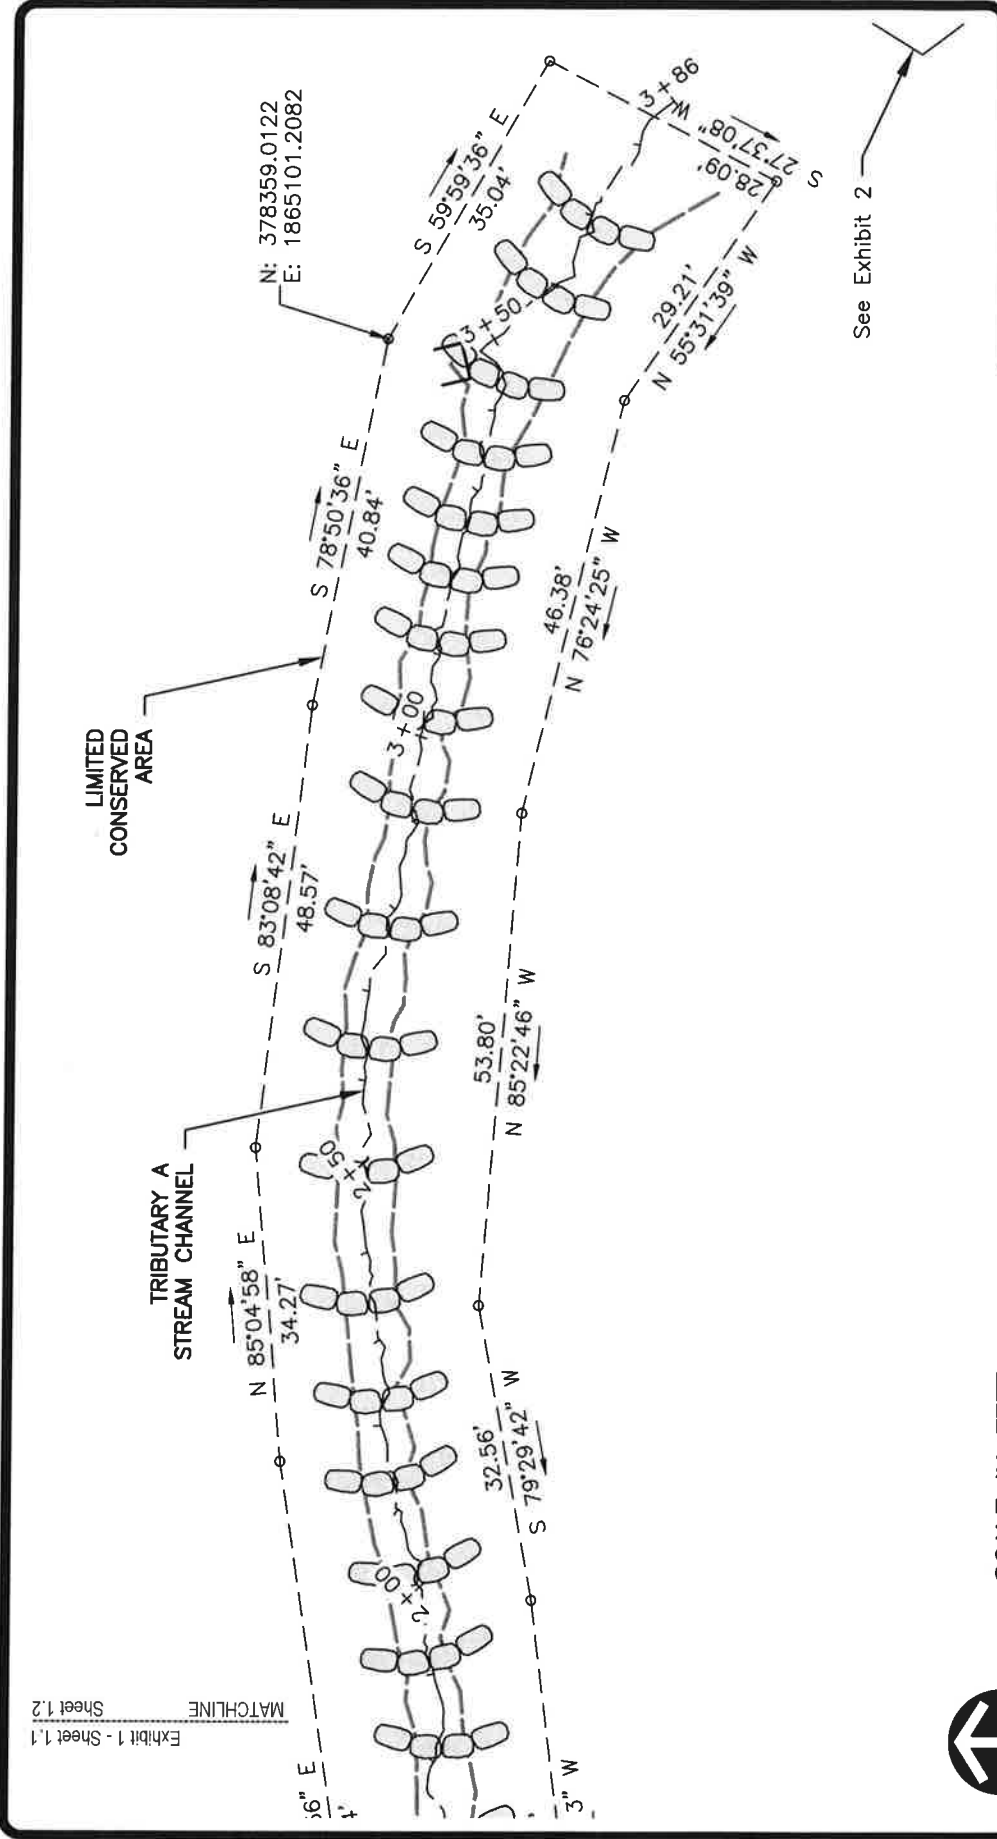 Exhibit 1 - Sheet 1.1
MATCHLINE Sheet 1.2
LIMITED
CONSERVED
AREA
TRIBUTARY A
STREAM CHANNEL
N: 378359.0122
E: 1865101.2082
N 85°04'58" E
34.27'
S 83°08'42" E
48.57'
S 78°50'36" E
40.84'
S 59°59'36" E
35.04'
S 27°37'08" W
28.09'
29.21'
N 55°31'39" W
46.38'
N 76°24'25" W
53.80'
N 85°22'46" W
32.56'
S 79°29'42" W
2+00
2+50
3+00
3+50
3+86
See Exhibit 2
6" E
4'
3" W